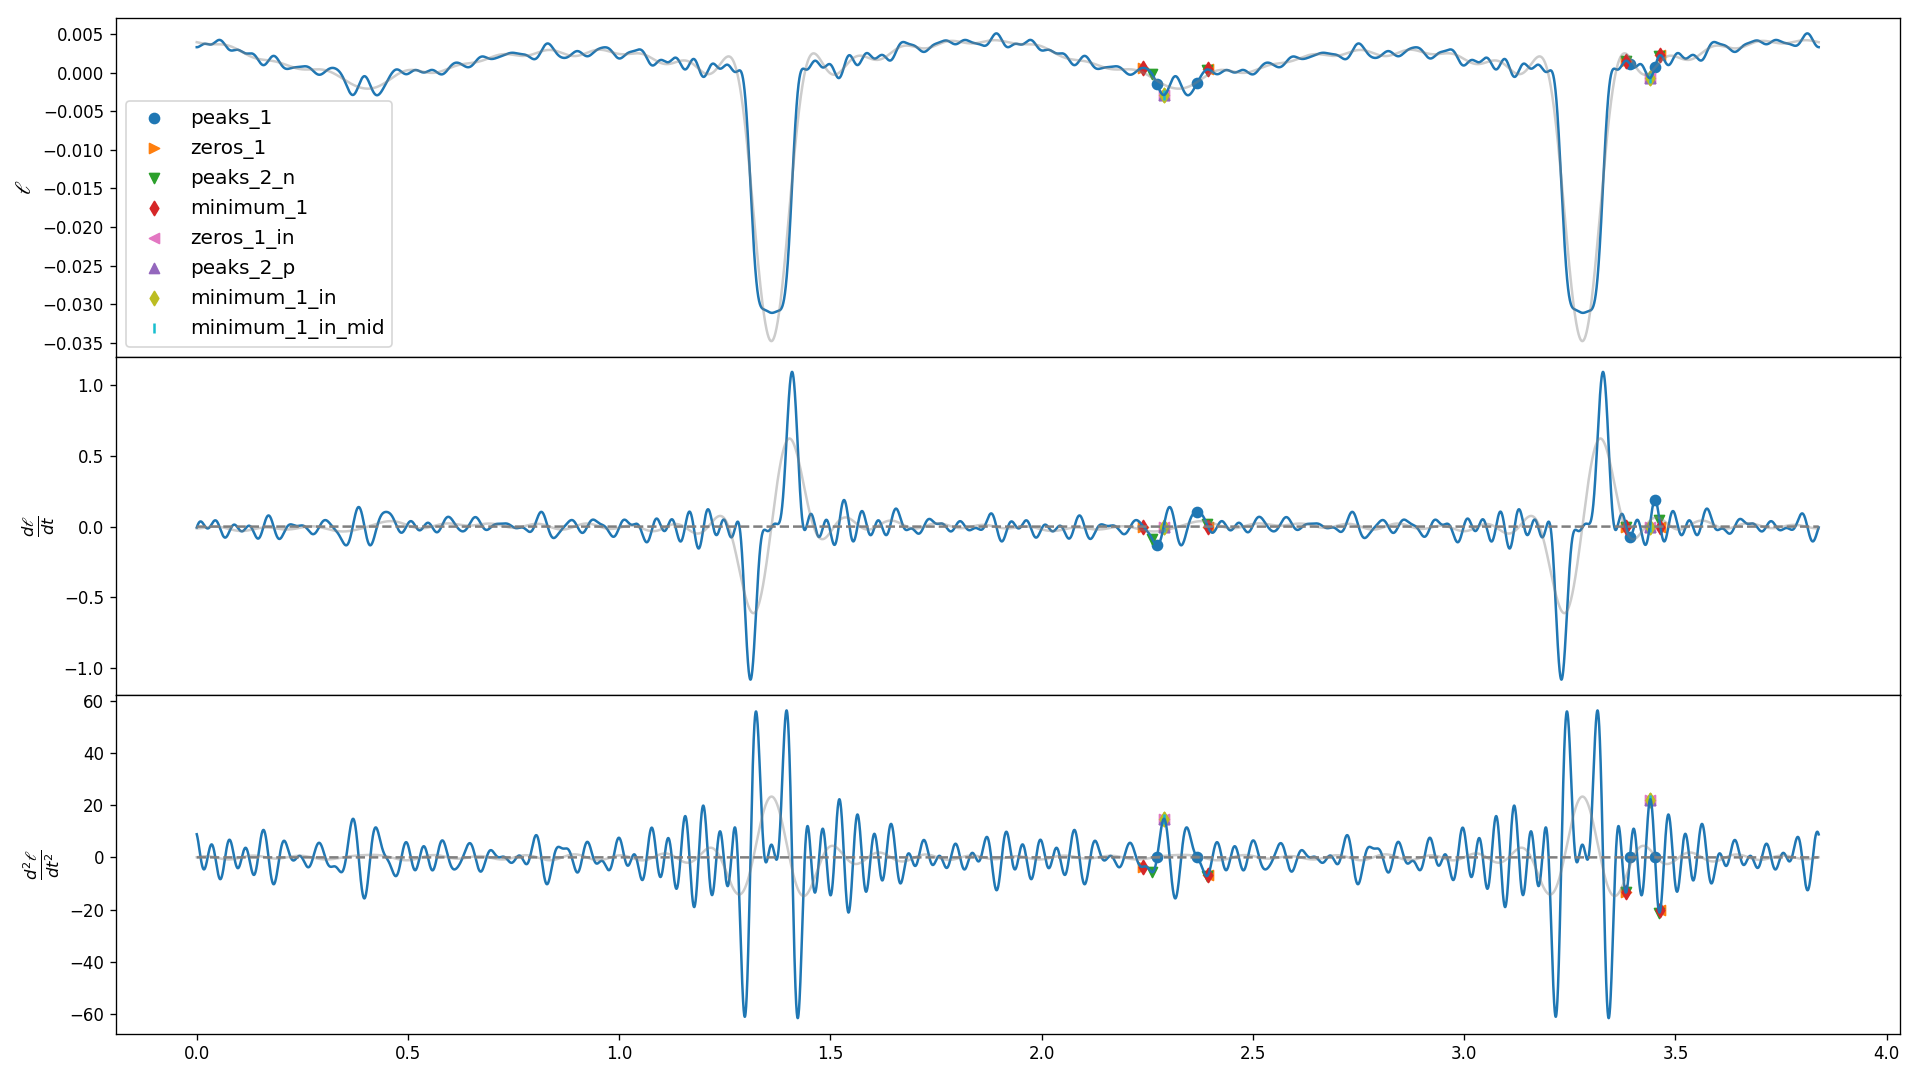 0.005
0.000
−0.005
−0.010
−0.015
−0.020
−0.025
−0.030
−0.035
ℓ
peaks_1
zeros_1
peaks_2_n
minimum_1
zeros_1_in
peaks_2_p
minimum_1_in
minimum_1_in_mid
1.0
0.5
0.0
−0.5
−1.0
dℓ
dt
60
40
20
0
−20
−40
−60
d²ℓ
dt²
0.0 0.5 1.0 1.5 2.0 2.5 3.0 3.5 4.0